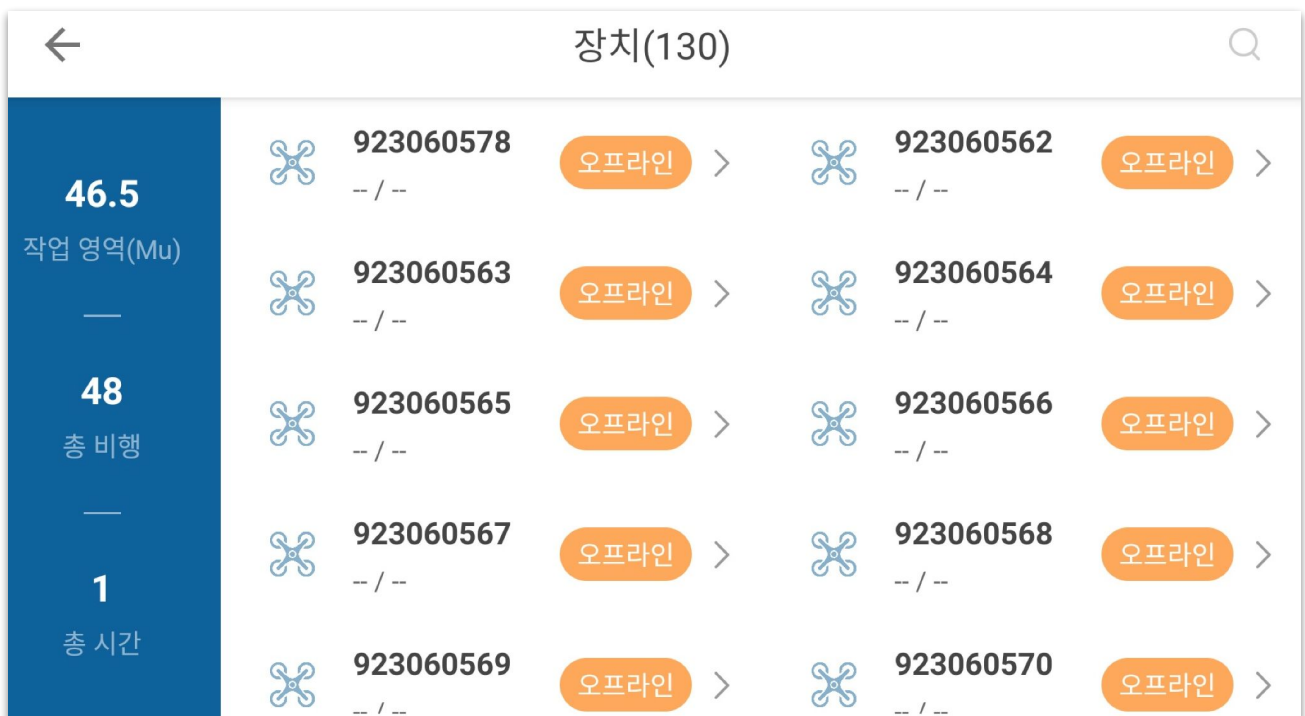 장치(130)
46.5
작업 영역(Mu)
48
총 비행
1
총 시간
923060578
-- / --
오프라인
923060562
-- / --
오프라인
923060563
-- / --
오프라인
923060564
-- / --
오프라인
923060565
-- / --
오프라인
923060566
-- / --
오프라인
923060567
-- / --
오프라인
923060568
-- / --
오프라인
923060569
-- / --
오프라인
923060570
-- / --
오프라인